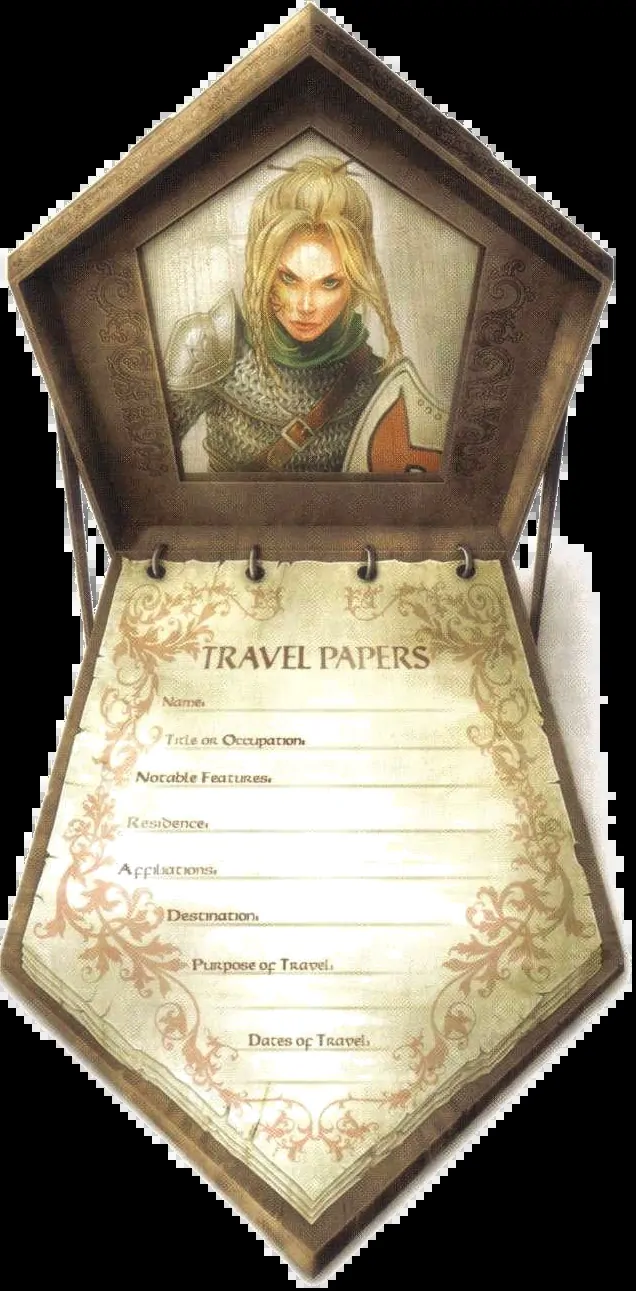 TRAVEL PAPERS
Name:
Title or Occupation:
Notable Features:
Residence:
Affiliations:
Destination:
Purpose of Travel:
Dates of Travel: